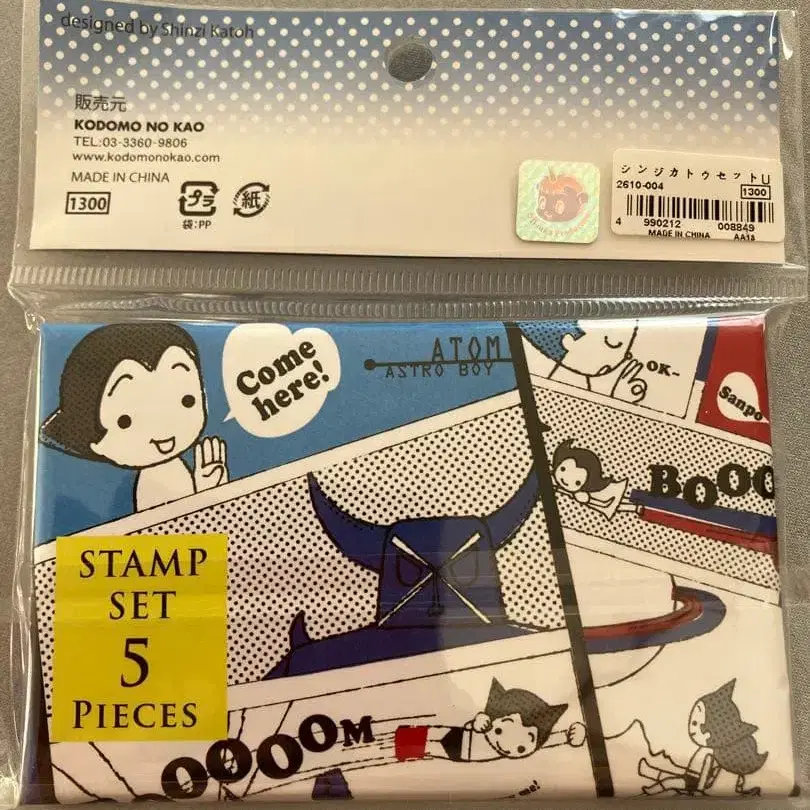 designed by Shinzi Katoh
販売元
KODOMO NO KAO
TEL:03-3360-9806
www.kodomonokao.com
MADE IN CHINA
1300
プラ
袋:PP
紙
シンジカトウセットU
2610-004
1300
4 990212 008849
MADE IN CHINA AA18
Come
here!
ATOM
ASTRO BOY
OK-
Sanpo
BOOO
STAMP
SET
5
PIECES
OOOOM
me!